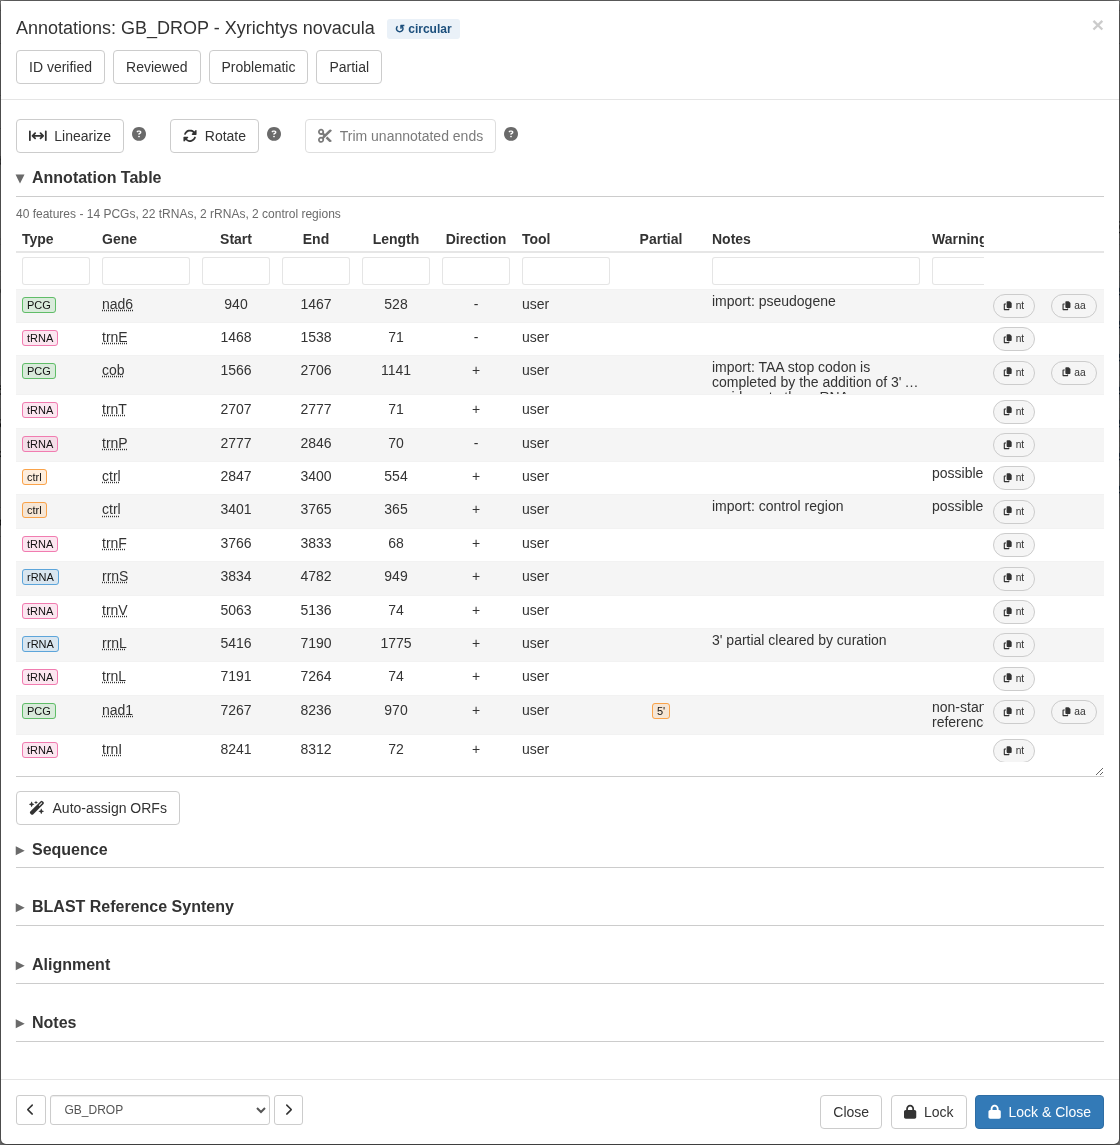 Annotations: GB_DROP - Xyrichtys novacula ↺ circular ×
ID verified Reviewed Problematic Partial
Linearize ? Rotate ? Trim unannotated ends ?
▾ Annotation Table
40 features - 14 PCGs, 22 tRNAs, 2 rRNAs, 2 control regions
Type Gene Start End Length Direction Tool Partial Notes Warning
PCG nad6 940 1467 528 - user import: pseudogene nt aa
tRNA trnE 1468 1538 71 - user nt
PCG cob 1566 2706 1141 + user import: TAA stop codon is nt aa
completed by the addition of 3' …
tRNA trnT 2707 2777 71 + user nt
tRNA trnP 2777 2846 70 - user nt
ctrl ctrl 2847 3400 554 + user possible nt
ctrl ctrl 3401 3765 365 + user import: control region possible nt
tRNA trnF 3766 3833 68 + user nt
rRNA rrnS 3834 4782 949 + user nt
tRNA trnV 5063 5136 74 + user nt
rRNA rrnL 5416 7190 1775 + user 3' partial cleared by curation nt
tRNA trnL 7191 7264 74 + user nt
PCG nad1 7267 8236 970 + user 5' non-star nt aa
referenc
tRNA trnI 8241 8312 72 + user nt
Auto-assign ORFs
▸ Sequence
▸ BLAST Reference Synteny
▸ Alignment
▸ Notes
GB_DROP Close Lock Lock & Close